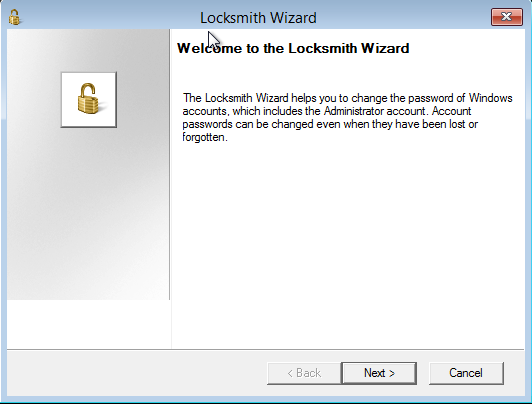 Locksmith Wizard
Welcome to the Locksmith Wizard
The Locksmith Wizard helps you to change the password of Windows
accounts, which includes the Administrator account. Account
passwords can be changed even when they have been lost or
forgotten.
< Back
Next >
Cancel